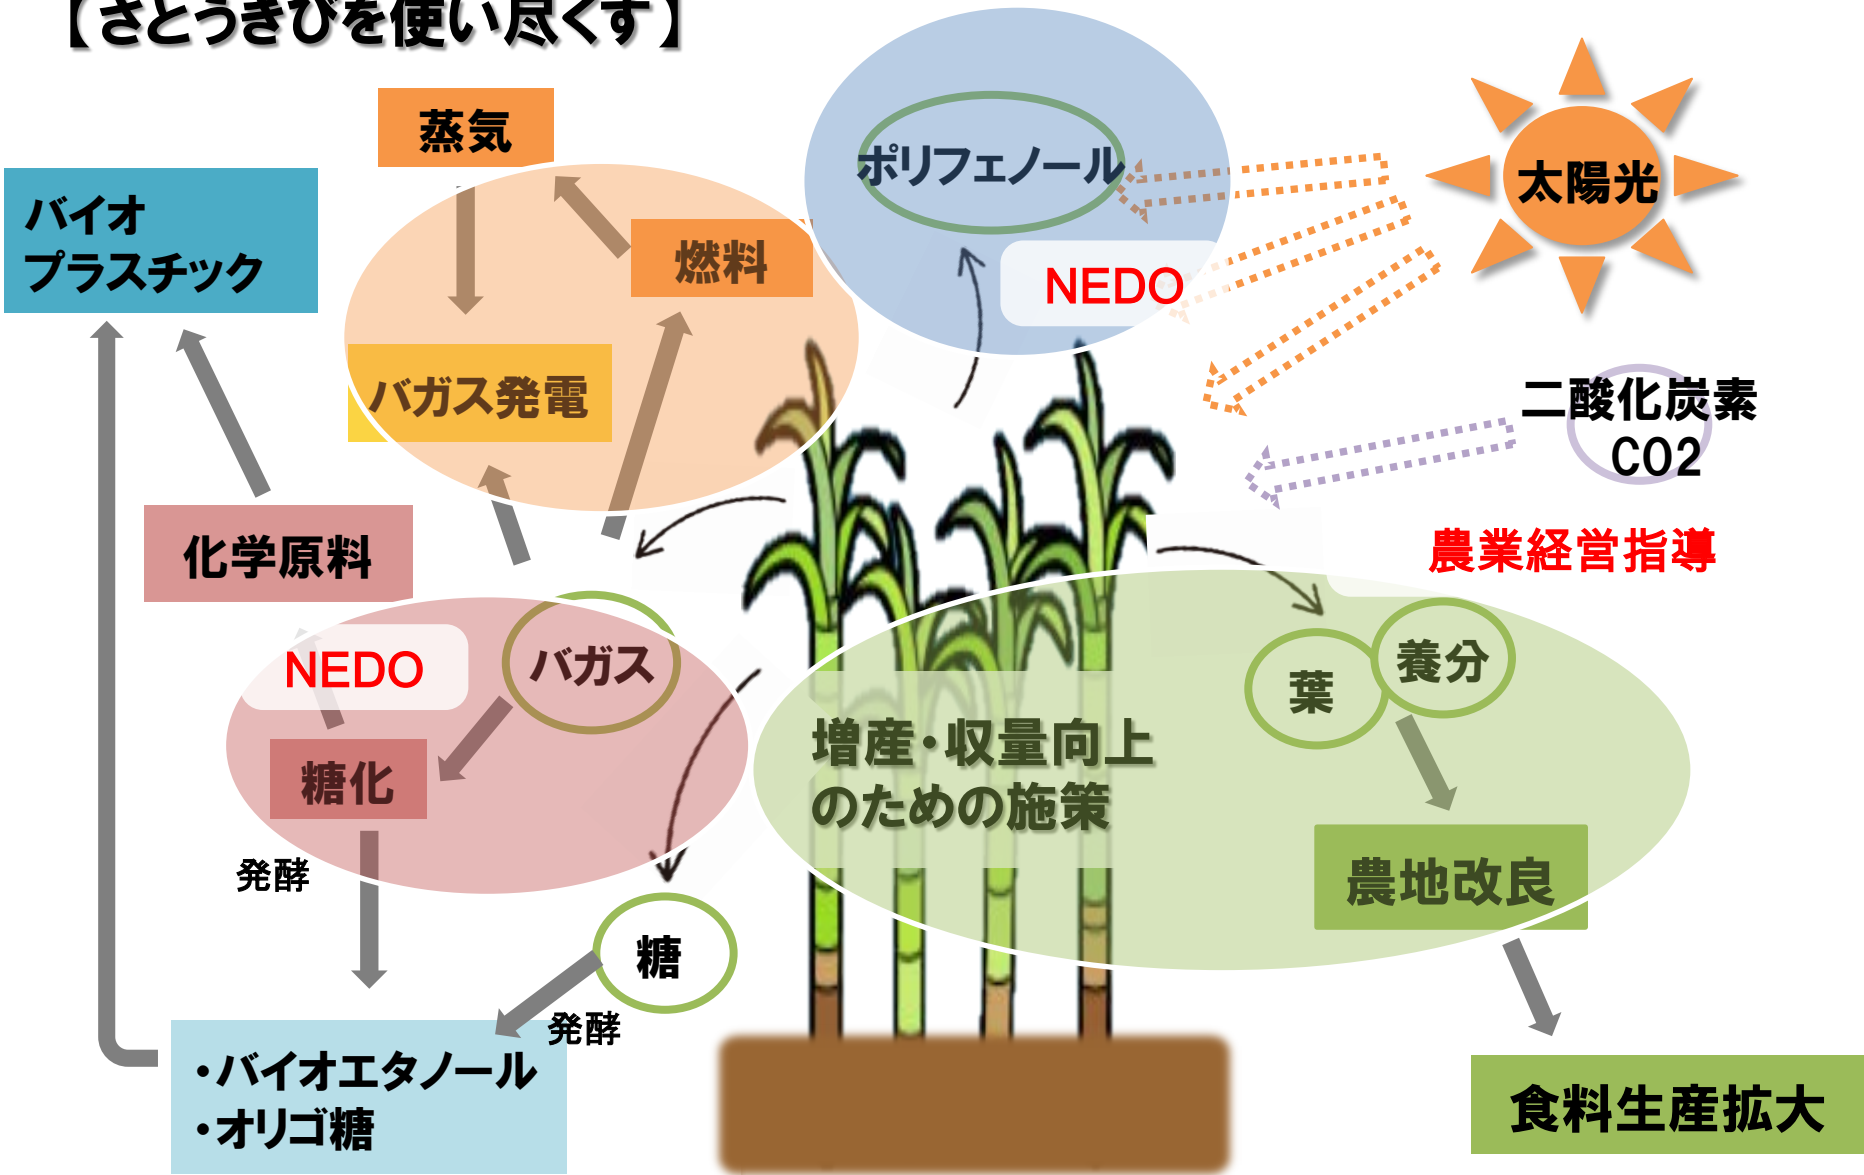 【さとうきびを使い尽くす】
蒸気
バイオ
プラスチック
燃料
バガス発電
ポリフェノール
NEDO
太陽光
二酸化炭素
CO2
農業経営指導
化学原料
NEDO
バガス
糖化
発酵
糖
発酵
・バイオエタノール
・オリゴ糖
増産・収量向上
のための施策
葉
養分
農地改良
食料生産拡大